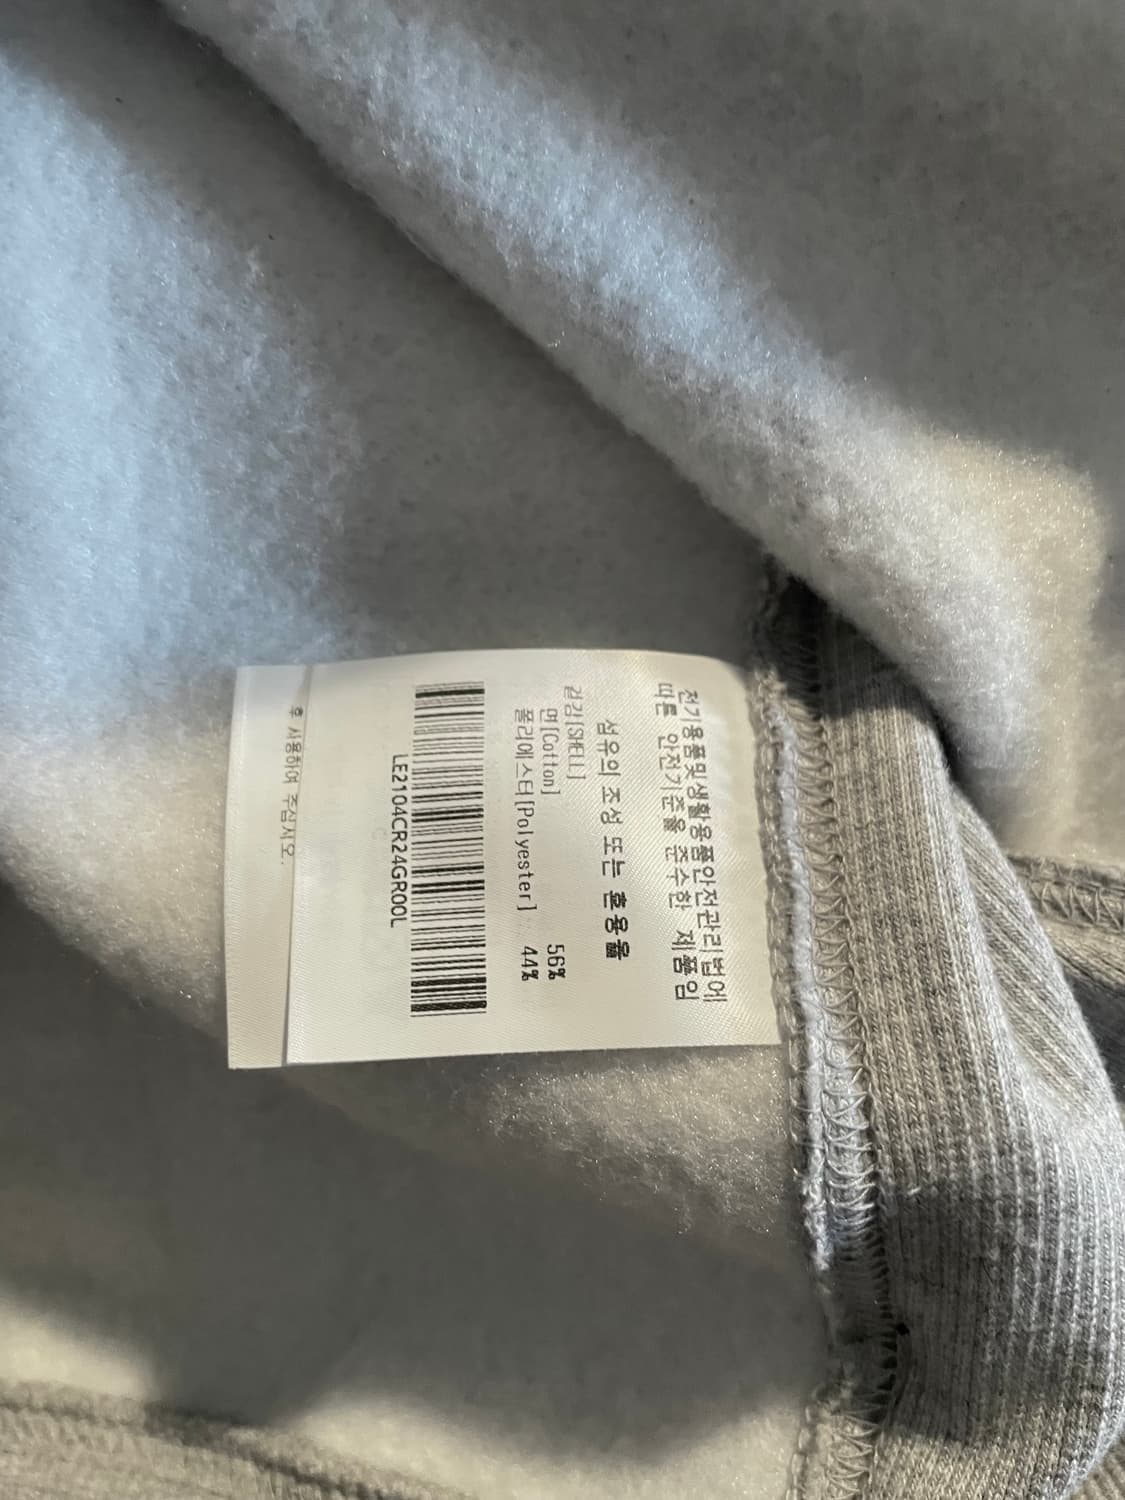 전기용품및생활용품안전관리법에
따른 안전기준을 준수한 제품임
섬유의 조성 또는 혼용율
겉감[SHELL]
면[Cotton] 56%
폴리에스터[Polyester] 44%
LE2104CR24GR00L
후 사용하여 주십시오.